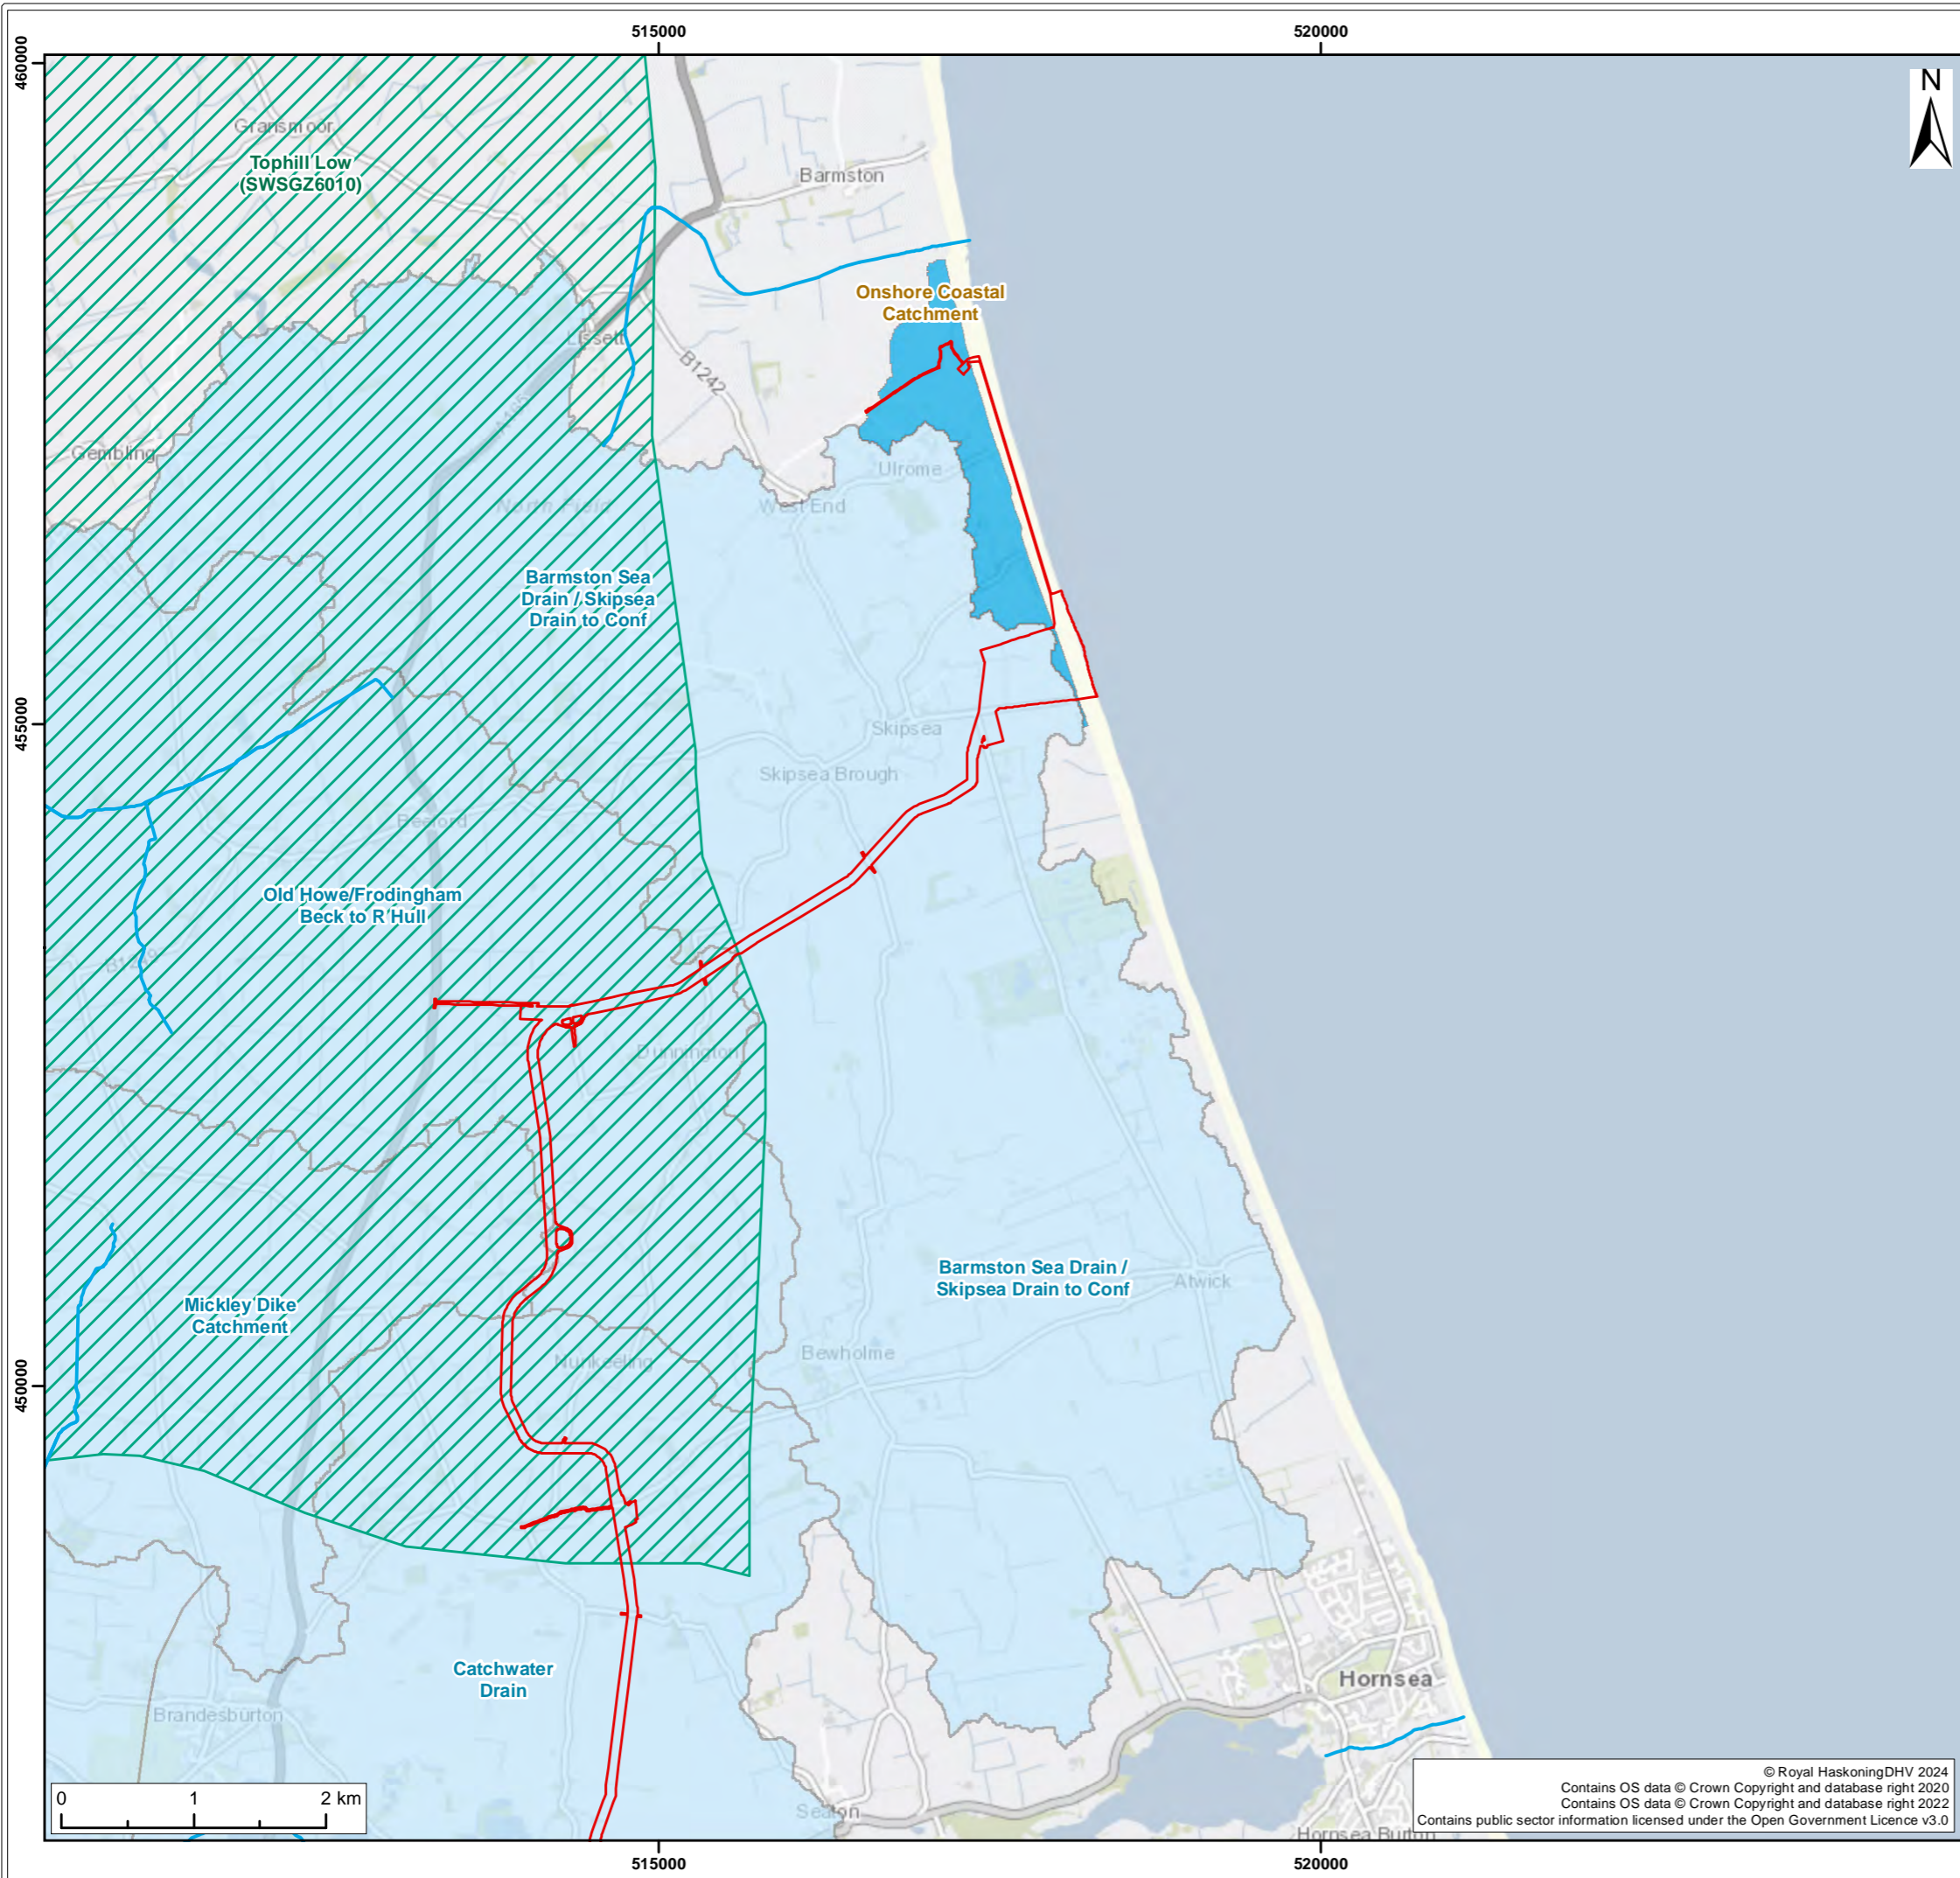 515000
520000
460000
N
Gransmoor
Tophill Low
(SWSGZ6010)
Barmston
Onshore Coastal
Catchment
Lissett
B1242
Gembling
Ulrome
North Field
West End
Barmston Sea
Drain / Skipsea
Drain to Conf
455000
Skipsea
Skipsea Brough
Beeford
Old Howe/Frodingham
Beck to R Hull
Dunnington
Barmston Sea Drain /
Skipsea Drain to Conf
Atwick
Mickley Dike
Catchment
Bewholme
Nunkeeling
450000
Catchwater
Drain
Hornsea
Brandesburton
© Royal HaskoningDHV 2024
Contains OS data © Crown Copyright and database right 2020
Contains OS data © Crown Copyright and database right 2022
Contains public sector information licensed under the Open Government Licence v3.0
0 1 2 km
Seaton
Hornsea Burton
515000
520000